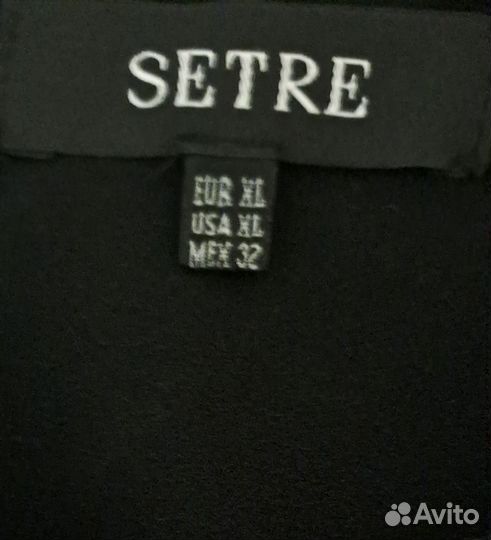 SETRE
EUR XL
USA XL
MEX 32
Avito